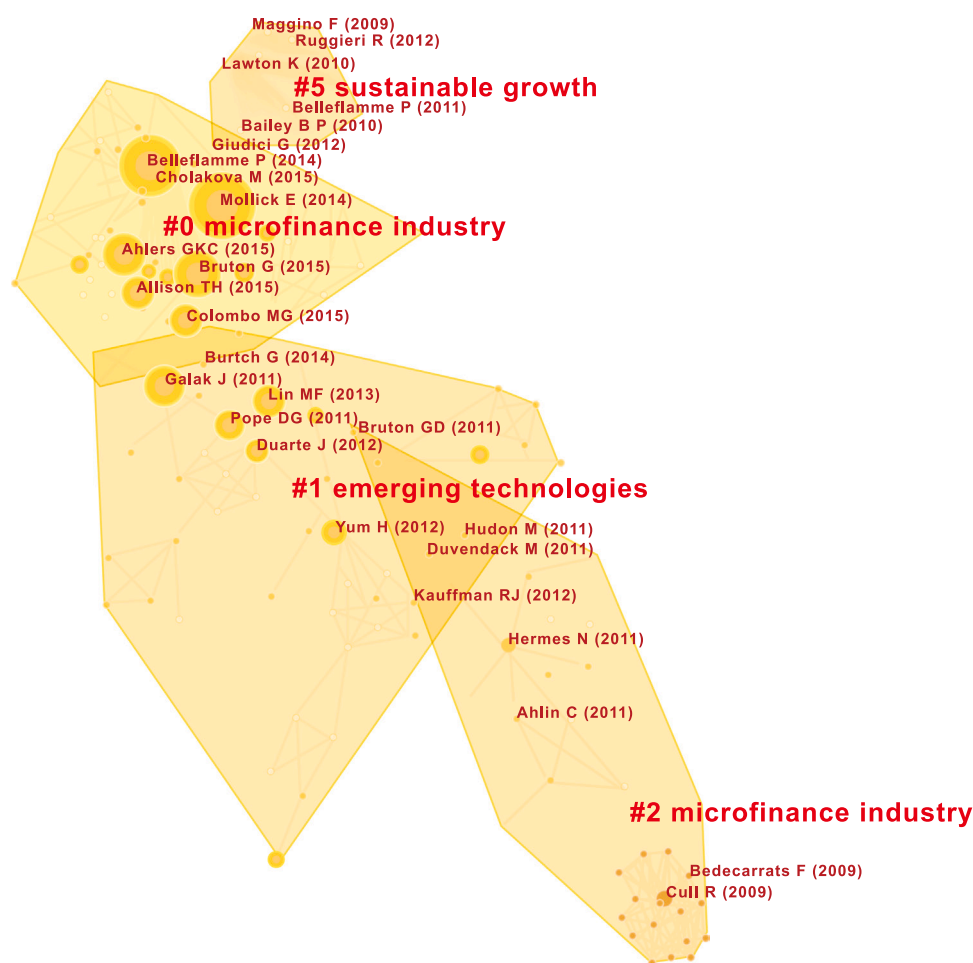 Maggino F (2009)
Ruggieri R (2012)
Lawton K (2010)
#5 sustainable growth
Belleflamme P (2011)
Bailey B P (2010)
Giudici G (2012)
Belleflamme P (2014)
Cholakova M (2015)
Mollick E (2014)
#0 microfinance industry
Ahlers GKC (2015)
Bruton G (2015)
Allison TH (2015)
Colombo MG (2015)
Burtch G (2014)
Galak J (2011)
Lin MF (2013)
Pope DG (2011)
Bruton GD (2011)
Duarte J (2012)
#1 emerging technologies
Yum H (2012)
Hudon M (2011)
Duvendack M (2011)
Kauffman RJ (2012)
Hermes N (2011)
Ahlin C (2011)
#2 microfinance industry
Bedecarrats F (2009)
Cull R (2009)